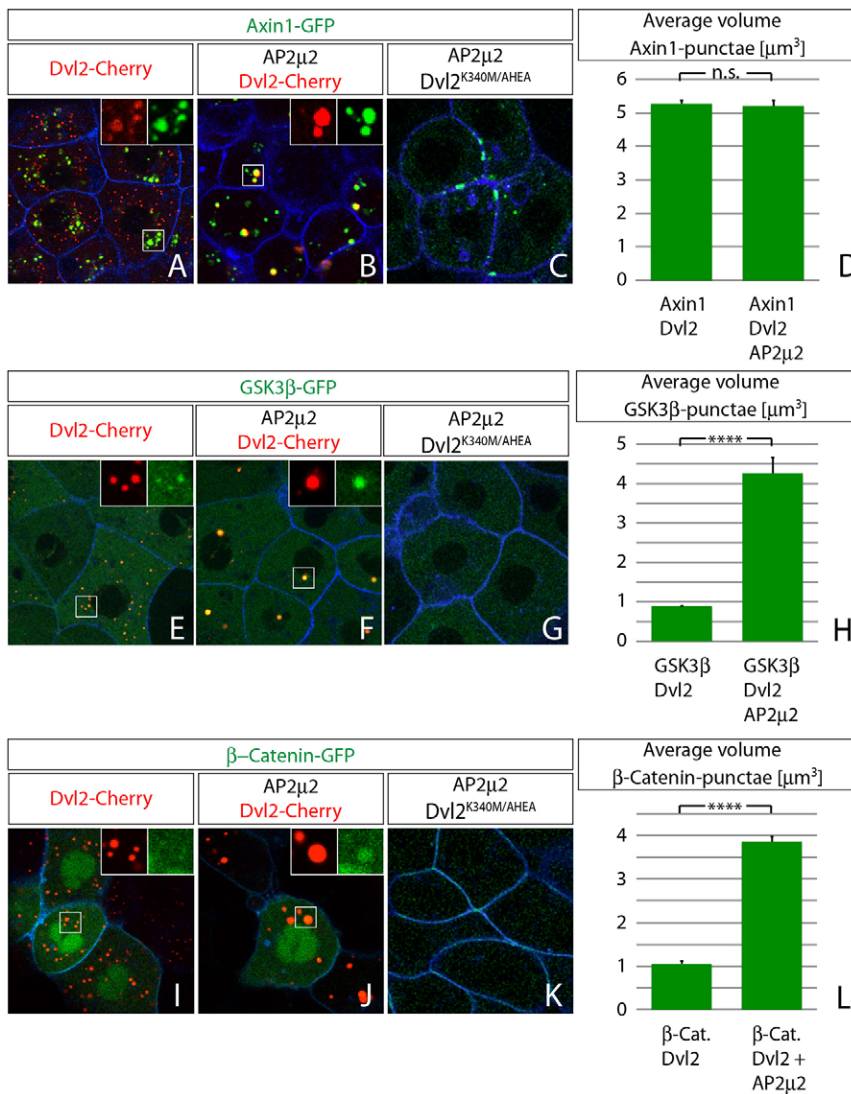 Axin1-GFP
Dvl2-Cherry
AP2μ2
Dvl2-Cherry
AP2μ2
Dvl2K340M/AHEA
A
B
C
Average volume
Axin1-punctae [μm³]
n.s.
6
5
4
3
2
1
0
Axin1
Dvl2
Axin1
Dvl2
AP2μ2
D
GSK3β-GFP
Dvl2-Cherry
AP2μ2
Dvl2-Cherry
AP2μ2
Dvl2K340M/AHEA
E
F
G
Average volume
GSK3β-punctae [μm³]
****
5
4
3
2
1
0
GSK3β
Dvl2
GSK3β
Dvl2
AP2μ2
H
β–Catenin-GFP
Dvl2-Cherry
AP2μ2
Dvl2-Cherry
AP2μ2
Dvl2K340M/AHEA
I
J
K
Average volume
β-Catenin-punctae [μm³]
****
4
3
2
1
0
β-Cat.
Dvl2
β-Cat.
Dvl2 +
AP2μ2
L